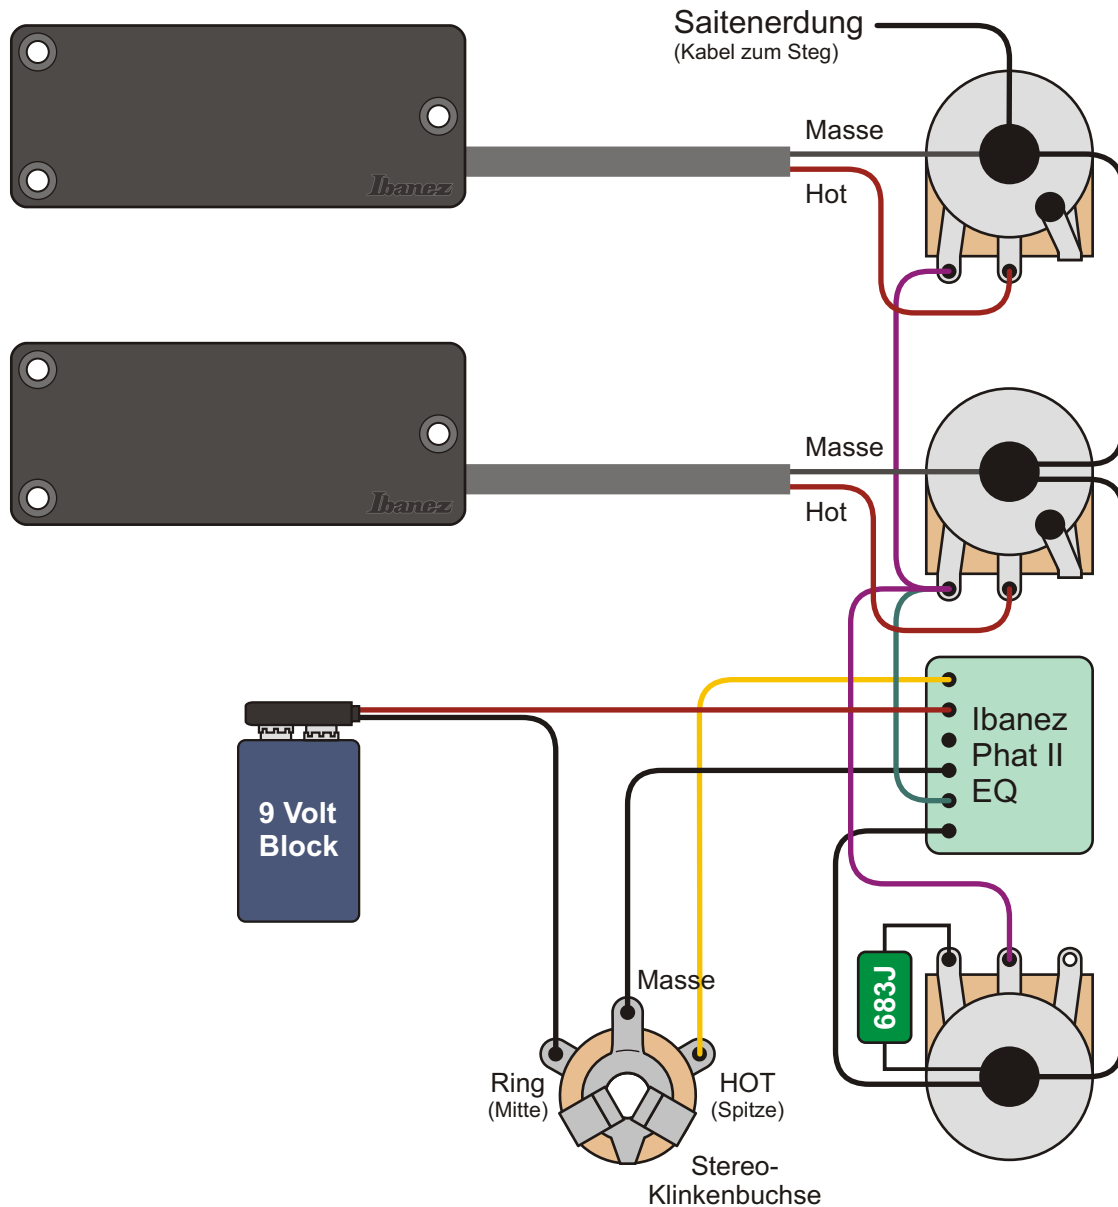 Saitenerdung
(Kabel zum Steg)
Masse
Hot
Ibanez
Masse
Hot
Ibanez
Ibanez
Phat II
EQ
9 Volt
Block
683J
Masse
Ring
(Mitte)
HOT
(Spitze)
Stereo-
Klinkenbuchse